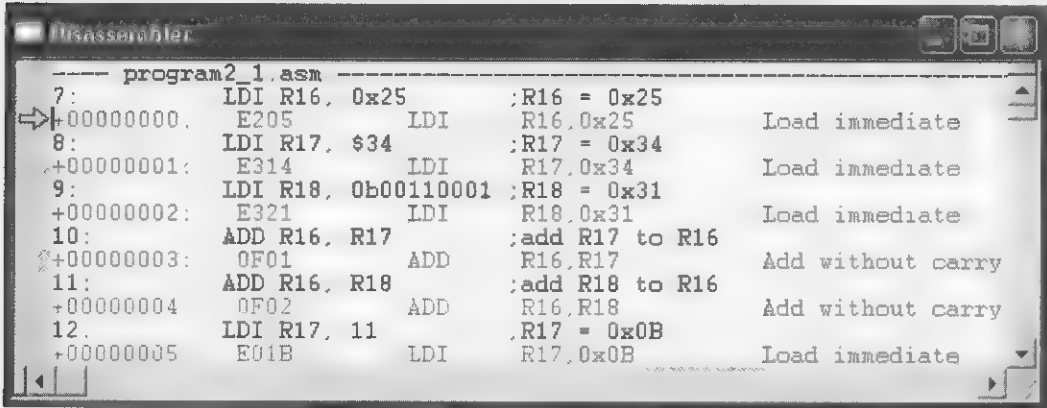 Disassembler
---- program2_1.asm ----
7: LDI R16, 0x25 ;R16 = 0x25
+00000000. E205 LDI R16,0x25 Load immediate
8: LDI R17, $34 ;R17 = 0x34
+00000001: E314 LDI R17,0x34 Load immediate
9: LDI R18, 0b00110001 ;R18 = 0x31
+00000002: E321 LDI R18,0x31 Load immediate
10: ADD R16, R17 ;add R17 to R16
+00000003: 0F01 ADD R16,R17 Add without carry
11: ADD R16, R18 ;add R18 to R16
+00000004 0F02 ADD R16,R18 Add without carry
12. LDI R17, 11 ;R17 = 0x0B
+00000005 E01B LDI R17,0x0B Load immediate